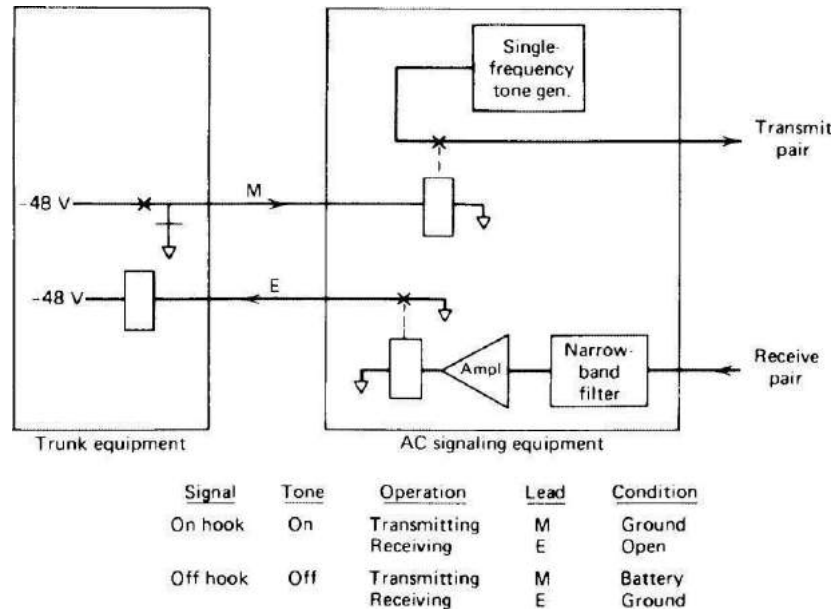 Single-
frequency
tone gen.
Transmit
pair
-48 V
M
-48 V
E
Ampl
Narrow-
band
filter
Receive
pair
Trunk equipment
AC signaling equipment
Signal Tone Operation Lead Condition
On hook On Transmitting M Ground
Receiving E Open
Off hook Off Transmitting M Battery
Receiving E Ground